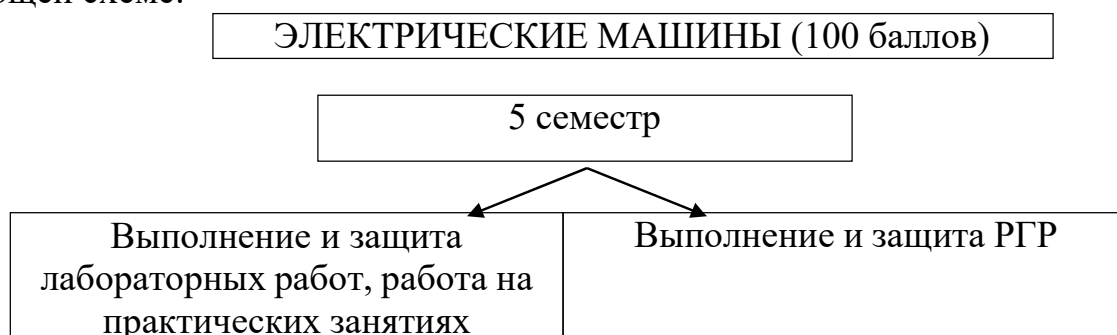 ЭЛЕКТРИЧЕСКИЕ МАШИНЫ (100 баллов)
5 семестр
Выполнение и защита
лабораторных работ, работа на
практических занятиях
Выполнение и защита РГР